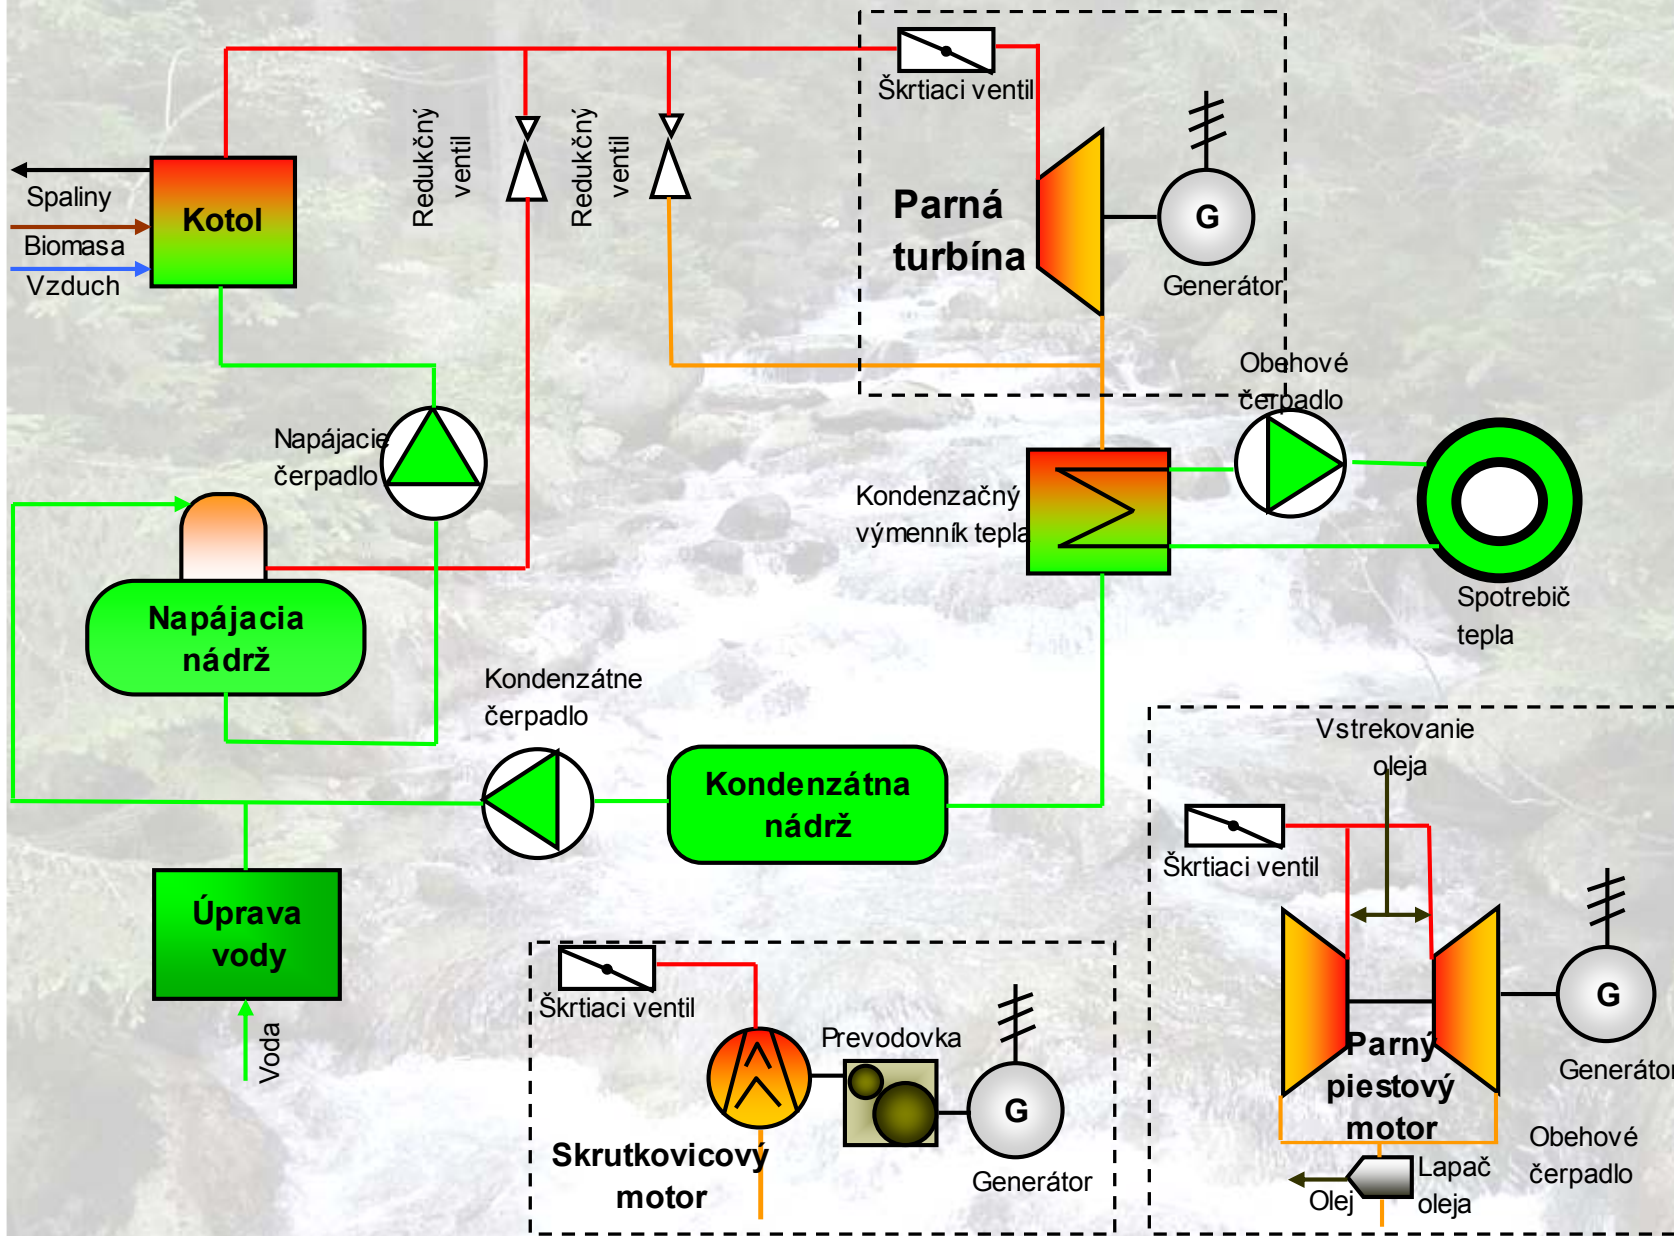 Škrtiaci ventil
Redukčný
ventil
Redukčný
ventil
Spaliny
Kotol
Biomasa
Vzduch
Parná
turbína
G
Generátor
Obehové
čerpadlo
Napájacie
čerpadlo
Kondenzačný
výmenník tepla
Spotrebič
tepla
Napájacia
nádrž
Kondenzátne
čerpadlo
Kondenzátna
nádrž
Úprava
vody
Voda
Vstrekovanie
oleja
Škrtiaci ventil
G
Generátor
Parný
piestový
motor
Obehové
čerpadlo
Lapač
oleja
Olej
Škrtiaci ventil
Prevodovka
G
Generátor
Skrutkovicový
motor